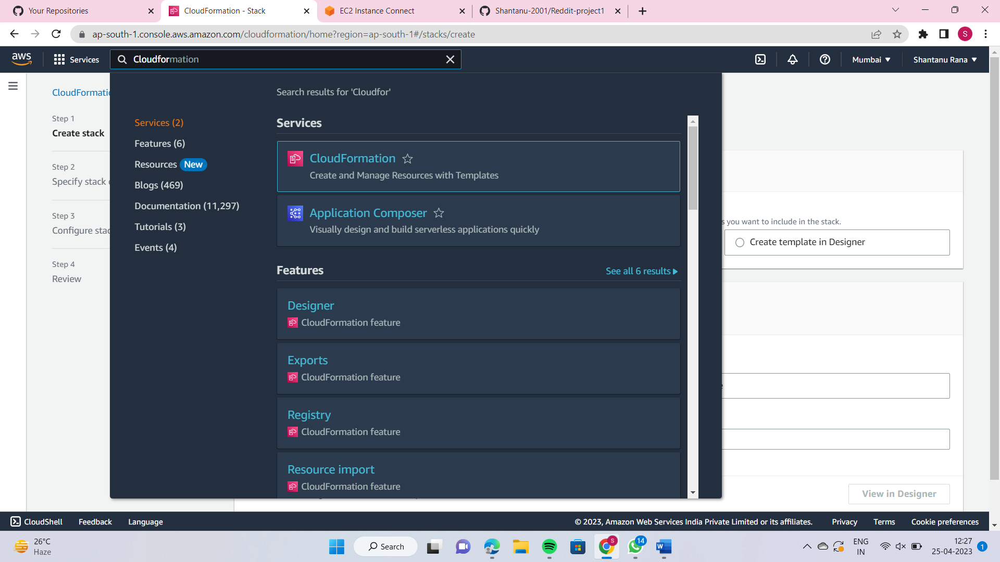 Your Repositories
CloudFormation - Stack
EC2 Instance Connect
Shantanu-2001/Reddit-project1
ap-south-1.console.aws.amazon.com/cloudformation/home?region=ap-south-1#/stacks/create
S
aws
Services
Cloudformation
Mumbai
Shantanu Rana
CloudFormatio
Step 1
Create stack
Step 2
Specify stack
Step 3
Configure stac
Step 4
Review
Search results for 'Cloudfor'
Services (2)
Features (6)
Resources New
Blogs (469)
Documentation (11,297)
Tutorials (3)
Events (4)
Services
CloudFormation
Create and Manage Resources with Templates
Application Composer
Visually design and build serverless applications quickly
Features
See all 6 results
Designer
CloudFormation feature
Exports
CloudFormation feature
Registry
CloudFormation feature
Resource import
CloudFormation feature
s you want to include in the stack.
Create template in Designer
View in Designer
CloudShell
Feedback
Language
© 2023, Amazon Web Services India Private Limited or its affiliates.
Privacy
Terms
Cookie preferences
26°C
Haze
Search
S
14
W
ENG
IN
12:27
25-04-2023
1